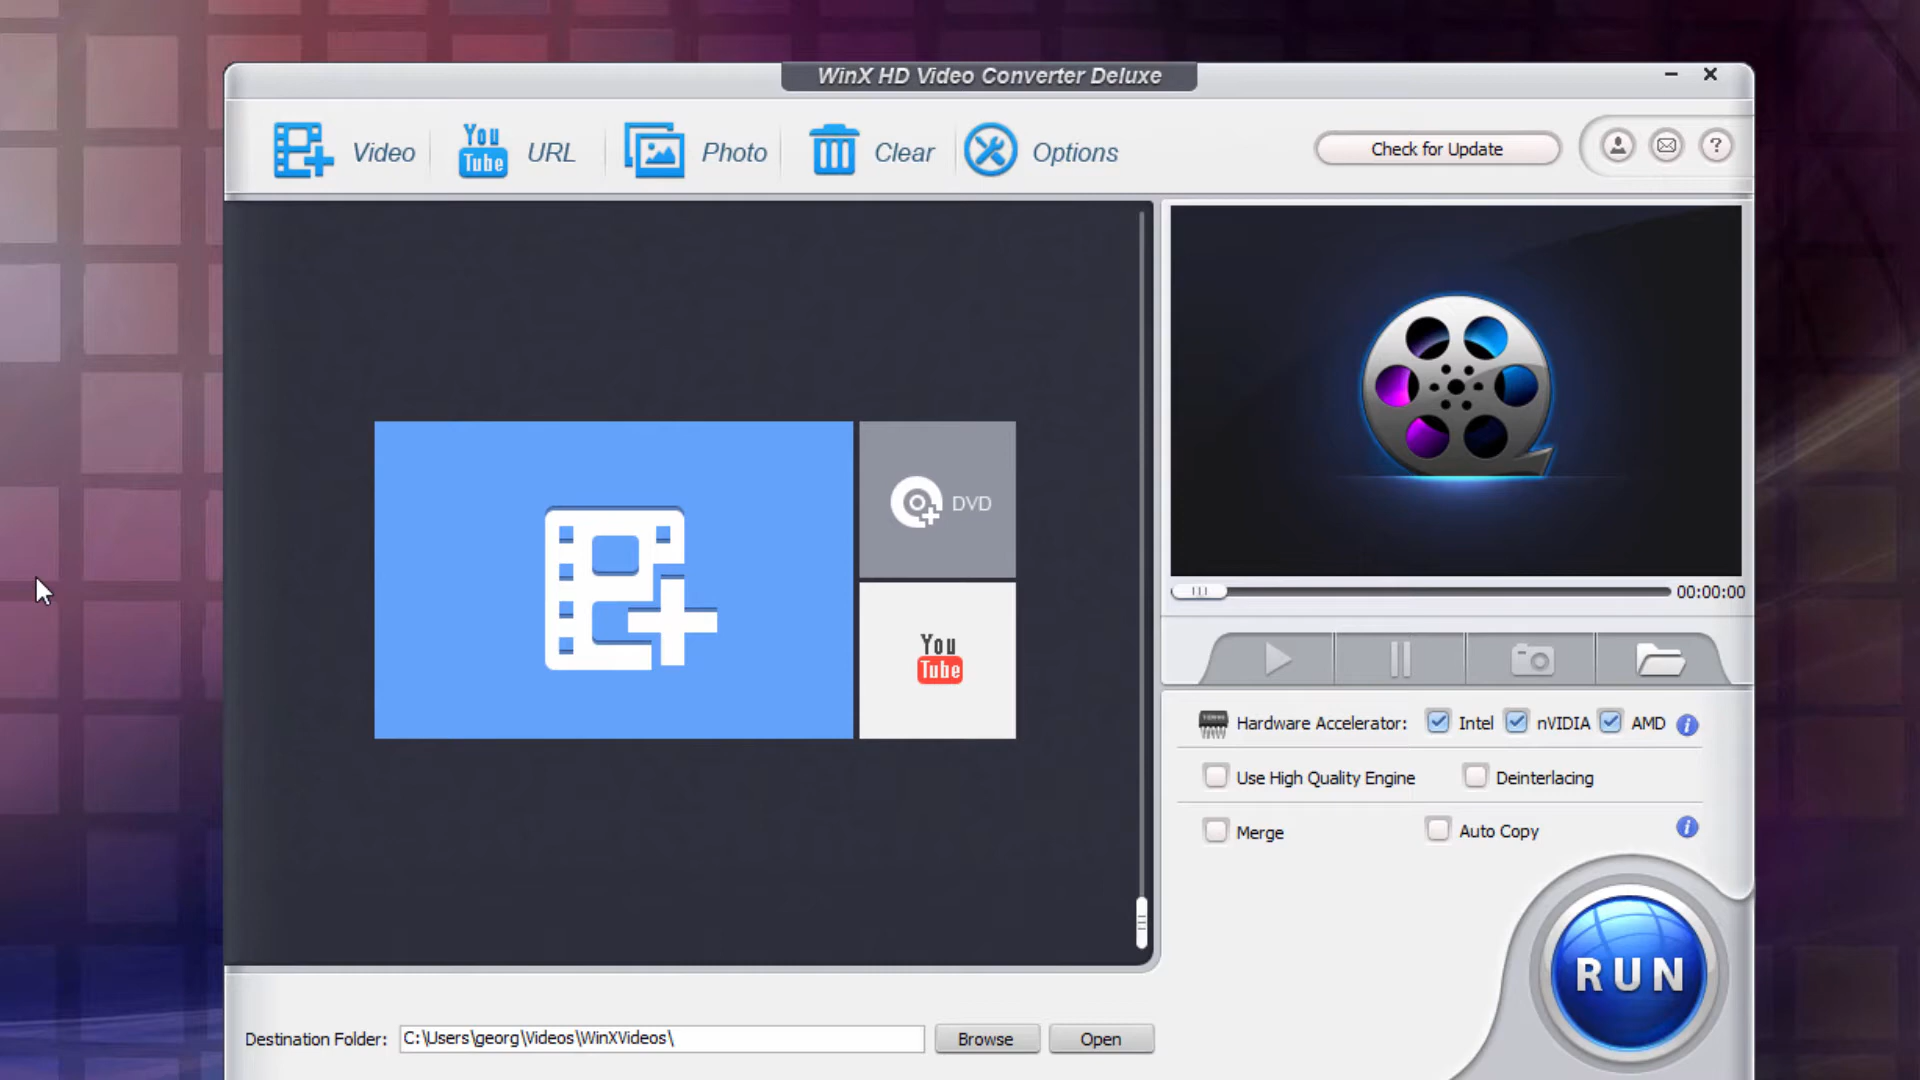 WinX HD Video Converter Deluxe
Video
You Tube URL
Photo
Clear
Options
Check for Update
?
DVD
You
Tube
00:00:00
Hardware Accelerator: Intel nVIDIA AMD
Use High Quality Engine Deinterlacing
Merge Auto Copy
RUN
Destination Folder: C:\Users\georg\Videos\WinXVideos\ Browse Open